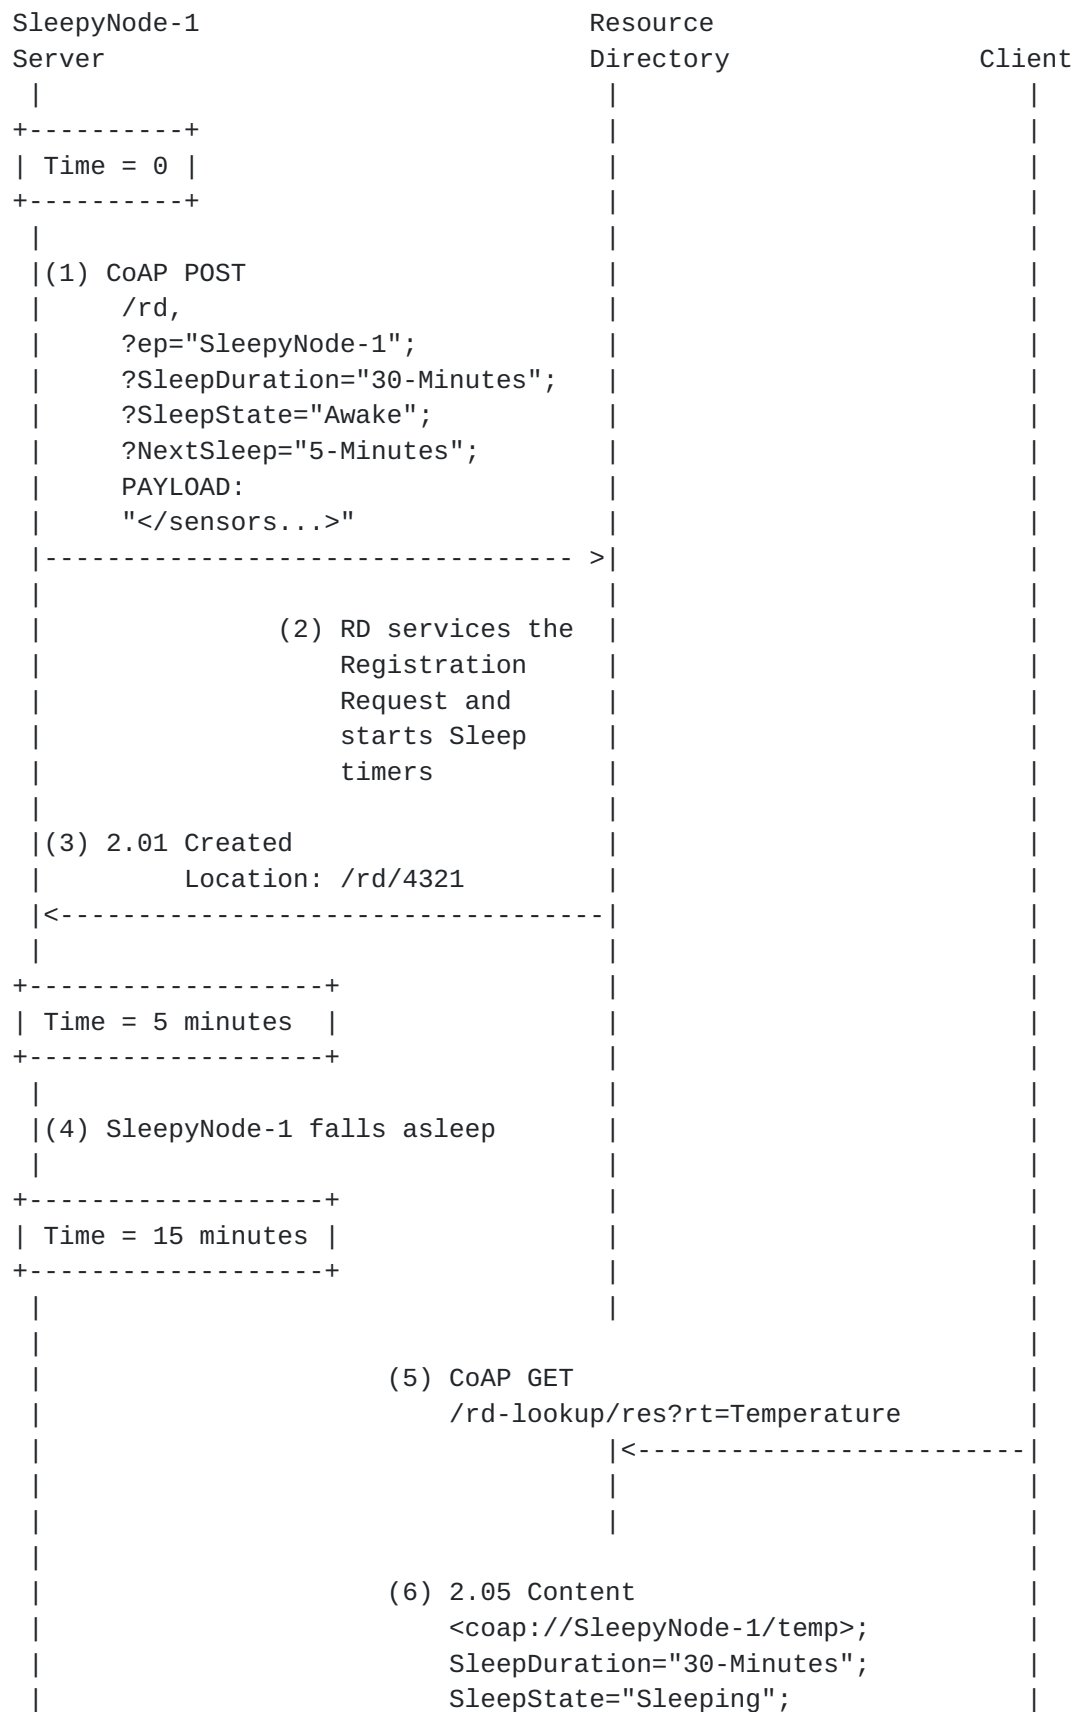 SleepyNode-1                         Resource
Server                               Directory                Client
 |                                    |                          |
+----------+                          |                          |
| Time = 0 |                          |                          |
+----------+                          |                          |
 |                                    |                          |
 |(1) CoAP POST                       |                          |
 |     /rd,                           |                          |
 |     ?ep="SleepyNode-1";            |                          |
 |     ?SleepDuration="30-Minutes";   |                          |
 |     ?SleepState="Awake";           |                          |
 |     ?NextSleep="5-Minutes";        |                          |
 |     PAYLOAD:                       |                          |
 |     "</sensors...>"                |                          |
 |---------------------------------- >|                          |
 |                                    |                          |
 |               (2) RD services the  |                          |
 |                   Registration     |                          |
 |                   Request and      |                          |
 |                   starts Sleep     |                          |
 |                   timers           |                          |
 |                                    |                          |
 |(3) 2.01 Created                    |                          |
 |         Location: /rd/4321         |                          |
 |<-----------------------------------|                          |
 |                                    |                          |
+-------------------+                 |                          |
| Time = 5 minutes  |                 |                          |
+-------------------+                 |                          |
 |                                    |                          |
 |(4) SleepyNode-1 falls asleep       |                          |
 |                                    |                          |
+-------------------+                 |                          |
| Time = 15 minutes |                 |                          |
+-------------------+                 |                          |
 |                                    |                          |
 |                                                               |
 |                      (5) CoAP GET                             |
 |                          /rd-lookup/res?rt=Temperature        |
 |                                    |<-------------------------|
 |                                    |                          |
 |                                    |                          |
 |                                                               |
 |                      (6) 2.05 Content                         |
 |                          <coap://SleepyNode-1/temp>;          |
 |                          SleepDuration="30-Minutes";          |
 |                          SleepState="Sleeping";               |